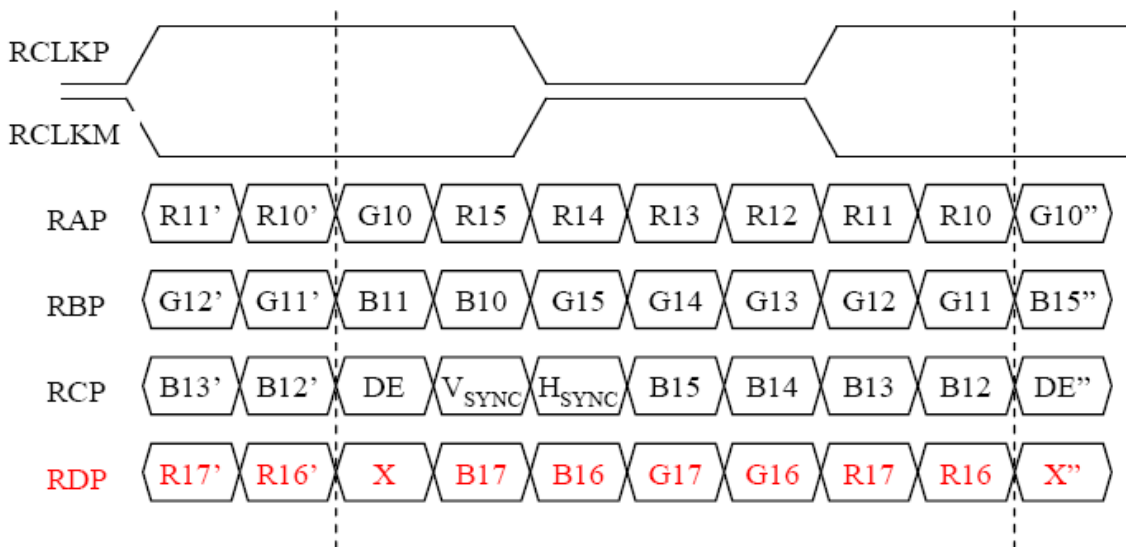 RCLKP
RCLKM
RAP R11’ R10’ G10 R15 R14 R13 R12 R11 R10 G10”
RBP G12’ G11’ B11 B10 G15 G14 G13 G12 G11 B15”
RCP B13’ B12’ DE VSYNC HSYNC B15 B14 B13 B12 DE”
RDP R17’ R16’ X B17 B16 G17 G16 R17 R16 X”